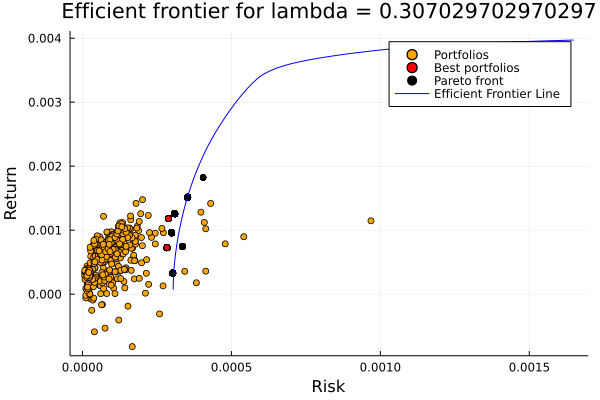 Efficient frontier for lambda = 0.307029702970297
0.004
0.003
0.002
0.001
0.000
Return
Portfolios
Best portfolios
Pareto front
Efficient Frontier Line
0.0000
0.0005
0.0010
0.0015
Risk